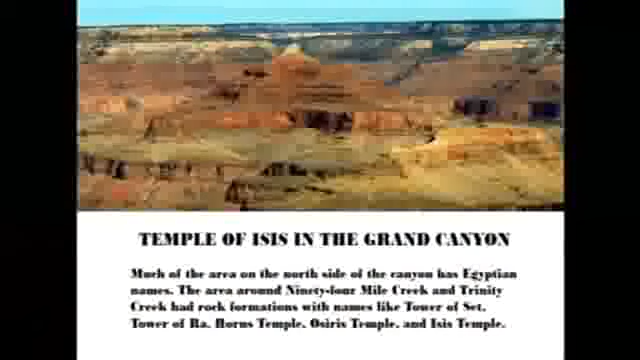 TEMPLE OF ISIS IN THE GRAND CANYON
Much of the area on the north side of the canyon has Egyptian
names. The area around Ninety-four Mile Creek and Trinity
Creek had rock formations with names like Tower of Set,
Tower of Ra, Horus Temple, Osiris Temple, and Isis Temple.